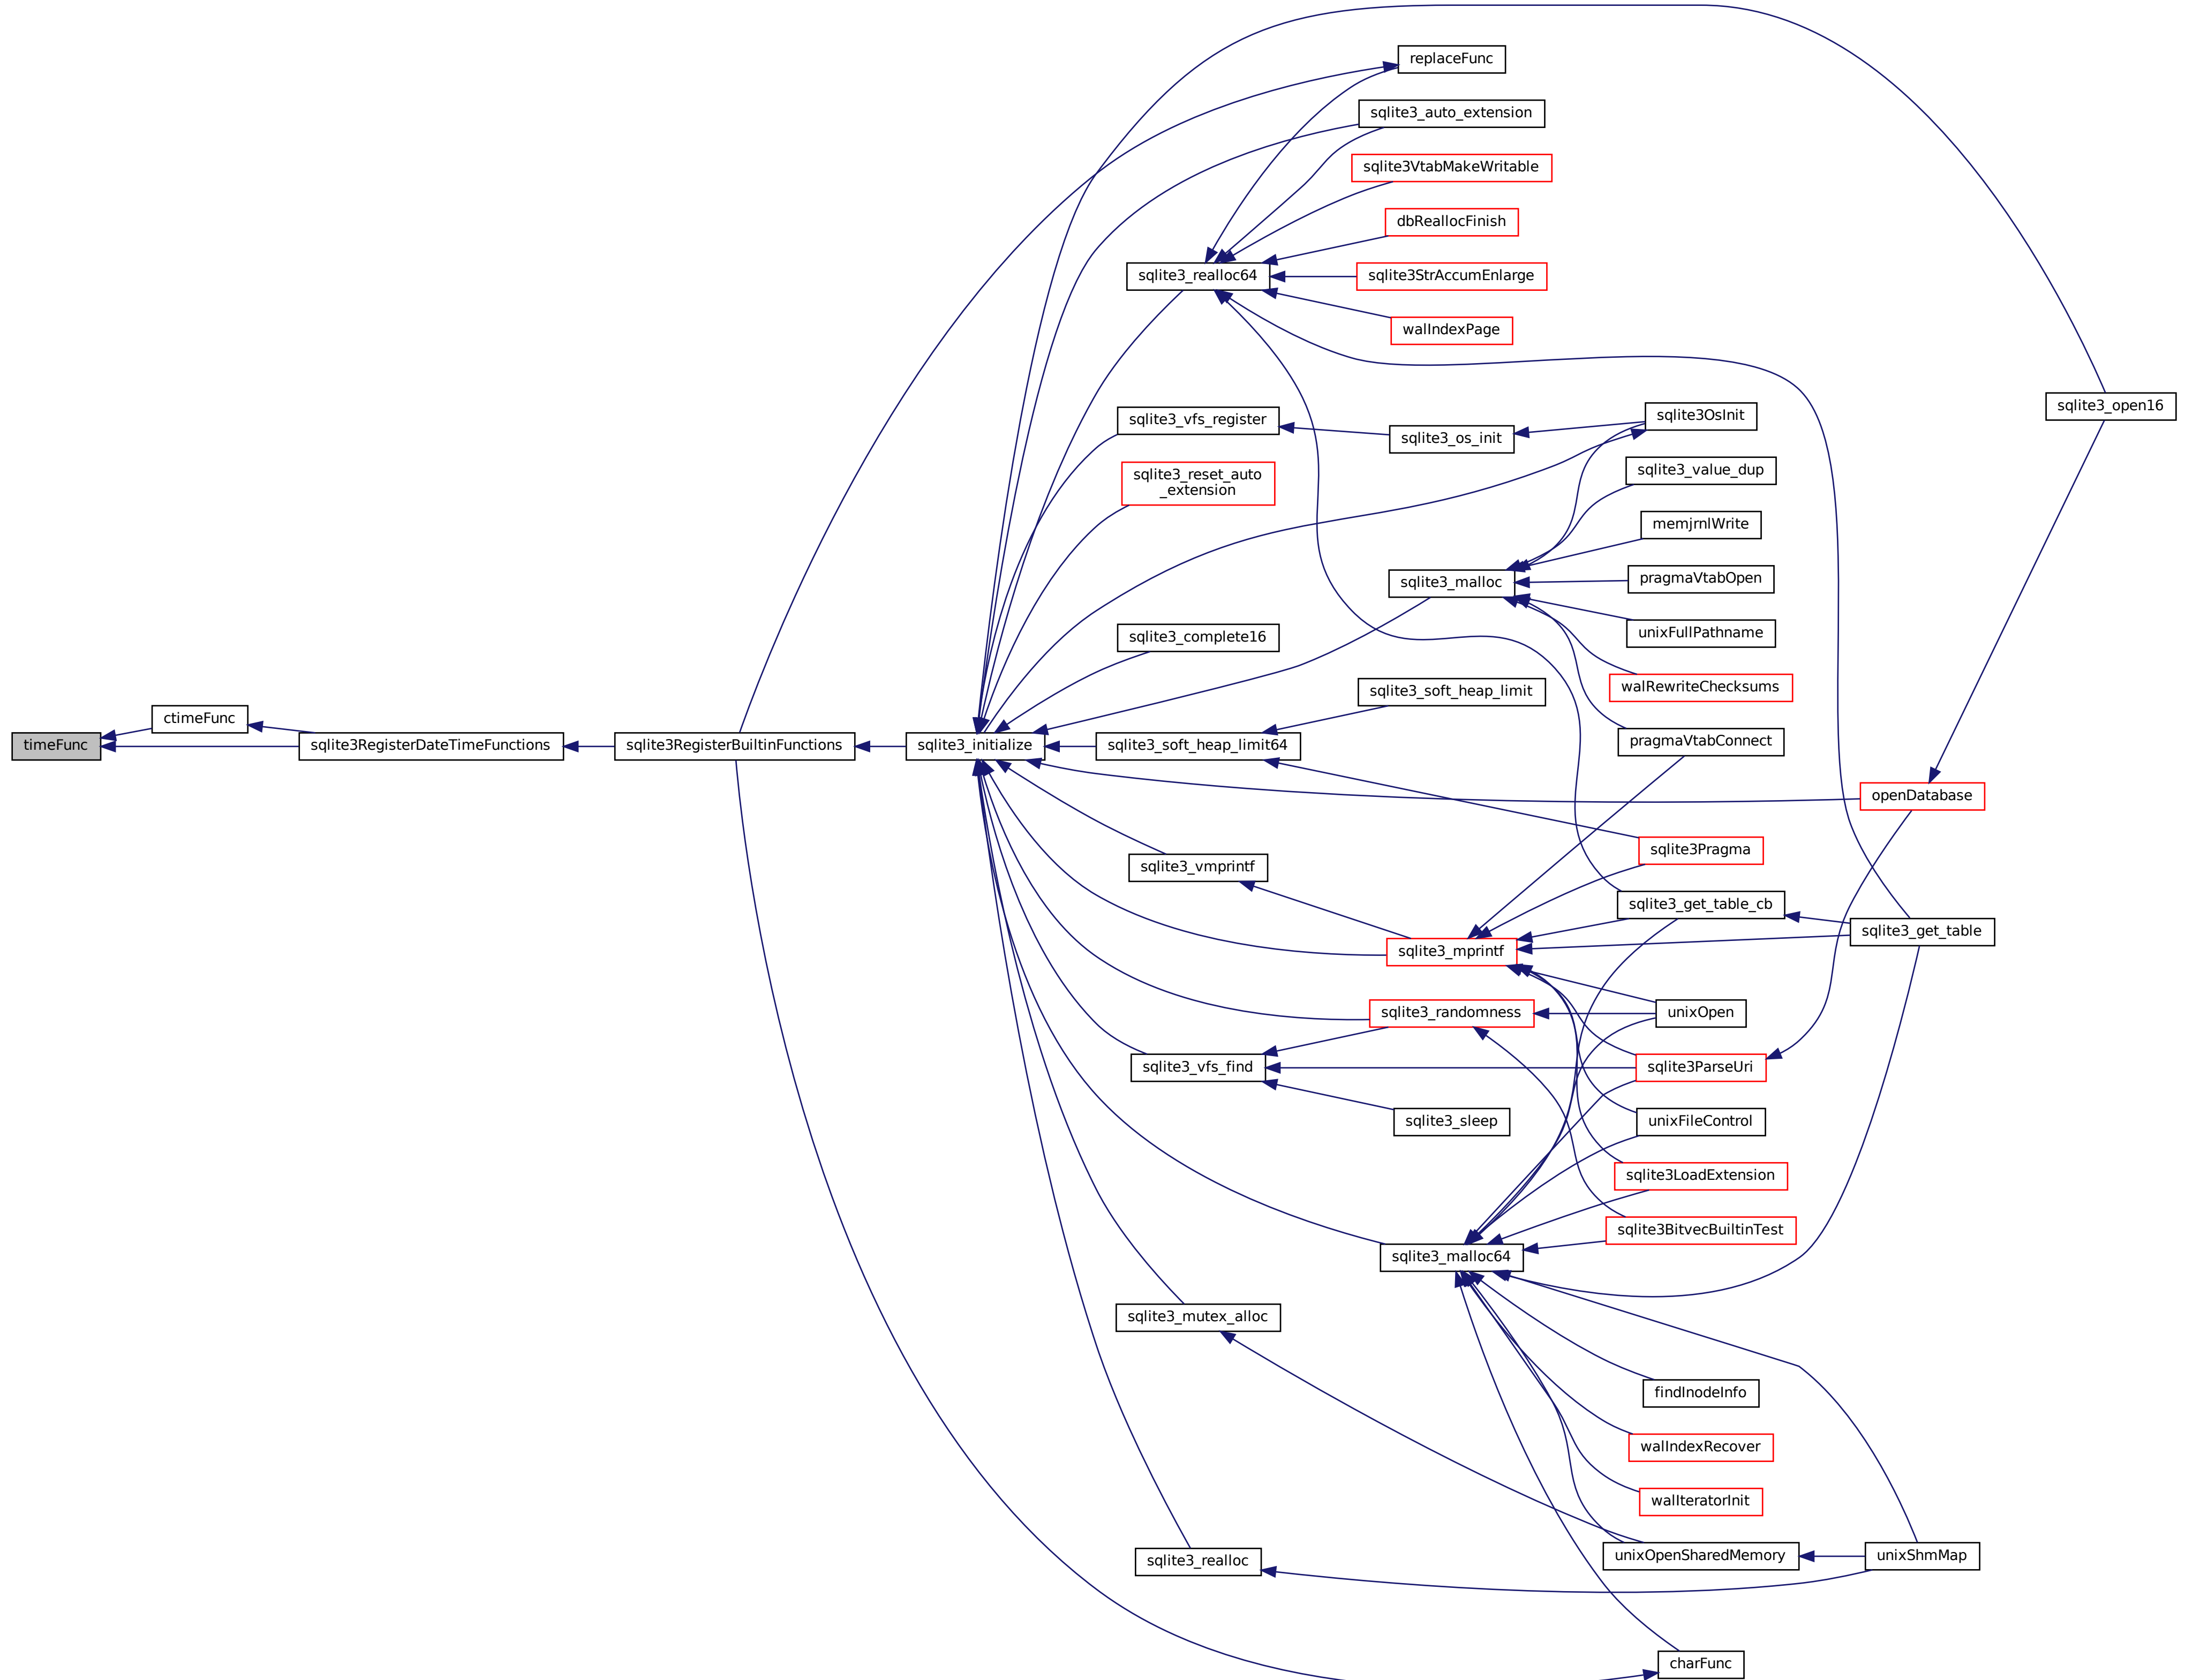 replaceFunc
sqlite3_auto_extension
sqlite3VtabMakeWritable
dbReallocFinish
sqlite3_realloc64
sqlite3StrAccumEnlarge
walIndexPage
sqlite3_open16
sqlite3_vfs_register
sqlite3OsInit
sqlite3_os_init
sqlite3_value_dup
sqlite3_reset_auto
_extension
memjrnlWrite
sqlite3_malloc
pragmaVtabOpen
sqlite3_complete16
unixFullPathname
sqlite3_soft_heap_limit
walRewriteChecksums
ctimeFunc
timeFunc
sqlite3RegisterDateTimeFunctions
sqlite3RegisterBuiltinFunctions
sqlite3_initialize
sqlite3_soft_heap_limit64
pragmaVtabConnect
openDatabase
sqlite3Pragma
sqlite3_vmprintf
sqlite3_get_table_cb
sqlite3_get_table
sqlite3_mprintf
sqlite3_randomness
unixOpen
sqlite3_vfs_find
sqlite3ParseUri
sqlite3_sleep
unixFileControl
sqlite3LoadExtension
sqlite3BitvecBuiltinTest
sqlite3_malloc64
sqlite3_mutex_alloc
findInodeInfo
walIndexRecover
walIteratorInit
sqlite3_realloc
unixOpenSharedMemory
unixShmMap
charFunc